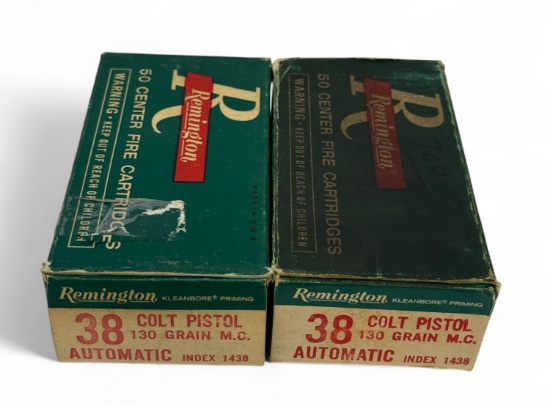 R
Remington
50 CENTER FIRE CARTRIDGES
WARNING • KEEP OUT OF REACH OF CHILDREN
MADE IN U.S.A.
Remington KLEANBORE® PRIMING
38 COLT PISTOL
130 GRAIN M.C.
AUTOMATIC INDEX 1438
R
Remington
50 CENTER FIRE CARTRIDGES
WARNING • KEEP OUT OF REACH OF CHILDREN
Remington KLEANBORE® PRIMING
38 COLT PISTOL
130 GRAIN M.C.
AUTOMATIC INDEX 1438